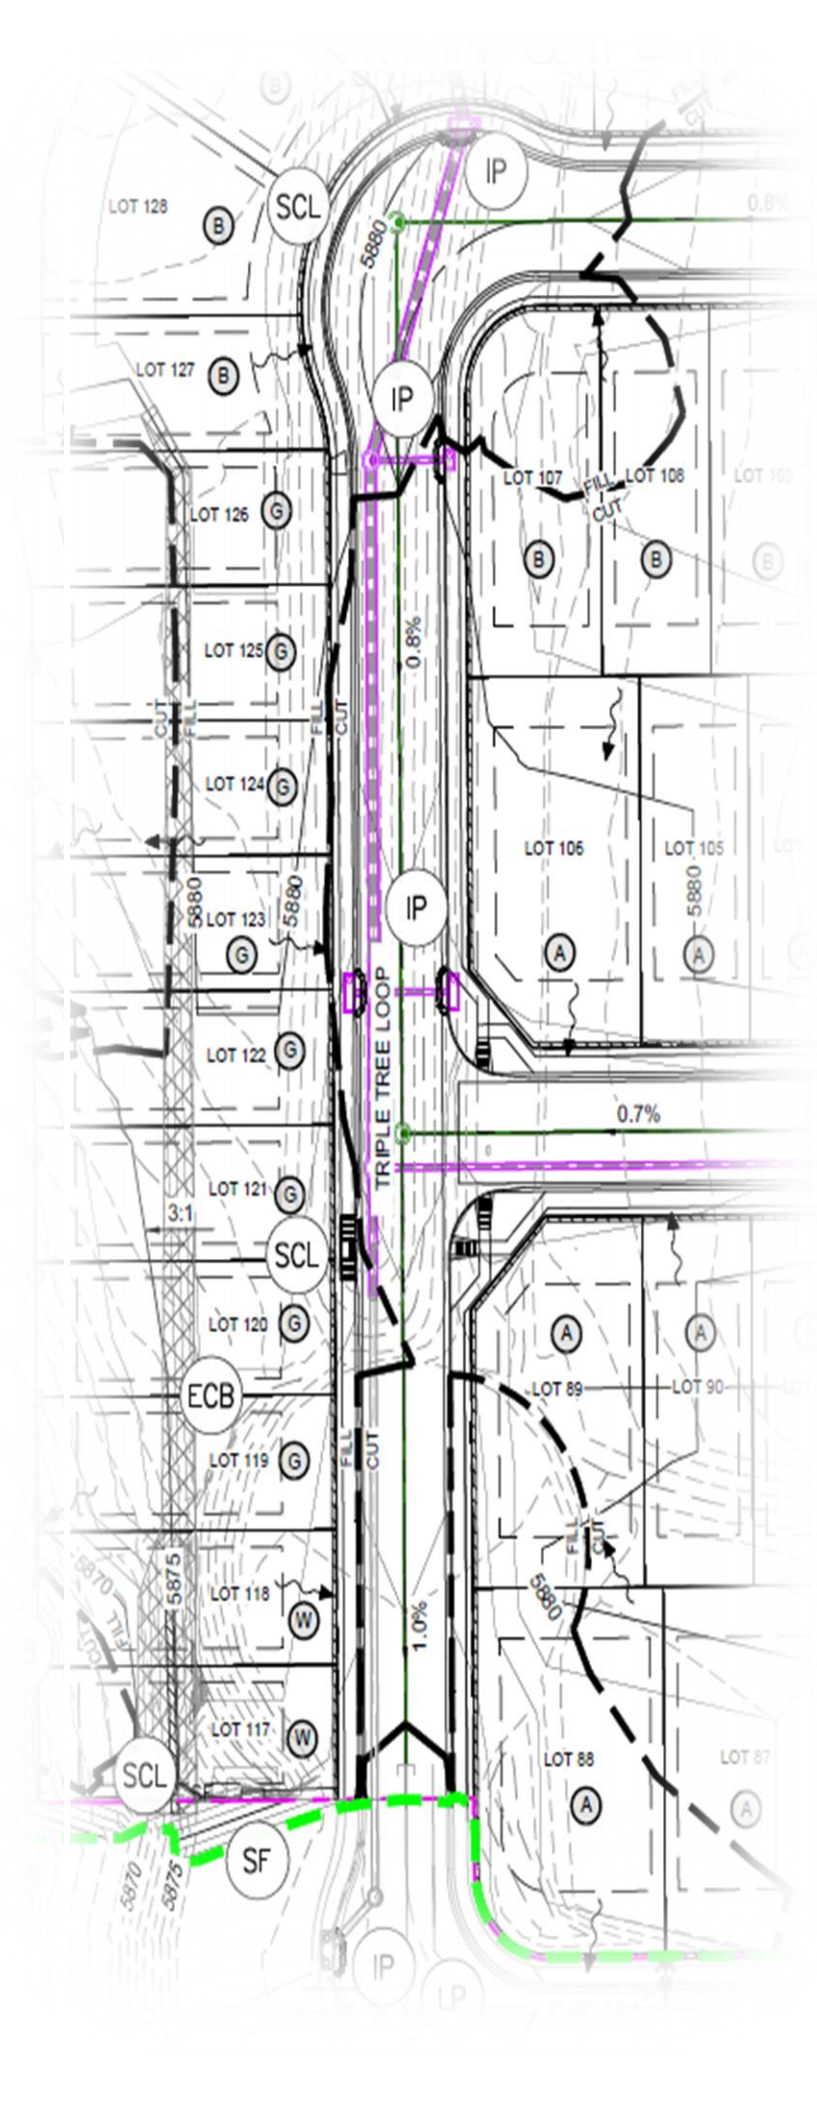 B
FILL
CUT
IP
SCL
LOT 128
B
0.8%
5880
LOT 127
B
IP
LOT 107
LOT 108
LOT 109
FILL
CUT
LOT 126
G
B
B
B
0.8%
LOT 125
G
CUT
FILL
FILL
CUT
LOT 124
G
LOT 106
LOT 105
5880
5880
5880
LOT 123
G
IP
A
A
TRIPLE TREE LOOP
LOT 122
G
0.7%
LOT 121
G
3:1
SCL
LOT 120
G
A
A
ECB
LOT 89
LOT 90
LOT 119
G
FILL
CUT
FILL
CUT
5870
5875
LOT 118
W
5880
CUT
FILL
1.0%
LOT 117
W
LOT 88
LOT 87
SCL
A
A
SF
5870
5875
IP
LP